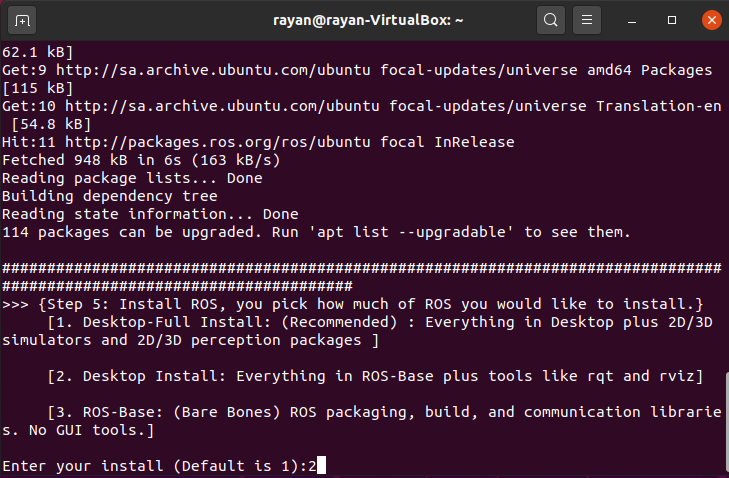 rayan@rayan-VirtualBox: ~
62.1 kB]
Get:9 http://sa.archive.ubuntu.com/ubuntu focal-updates/universe amd64 Packages
[115 kB]
Get:10 http://sa.archive.ubuntu.com/ubuntu focal-updates/universe Translation-en
[54.8 kB]
Hit:11 http://packages.ros.org/ros/ubuntu focal InRelease
Fetched 948 kB in 6s (163 kB/s)
Reading package lists... Done
Building dependency tree
Reading state information... Done
114 packages can be upgraded. Run 'apt list --upgradable' to see them.
################################################################################
#######################################
>>> {Step 5: Install ROS, you pick how much of ROS you would like to install.}
[1. Desktop-Full Install: (Recommended) : Everything in Desktop plus 2D/3D
simulators and 2D/3D perception packages ]
[2. Desktop Install: Everything in ROS-Base plus tools like rqt and rviz]
[3. ROS-Base: (Bare Bones) ROS packaging, build, and communication librarie
s. No GUI tools.]
Enter your install (Default is 1):2